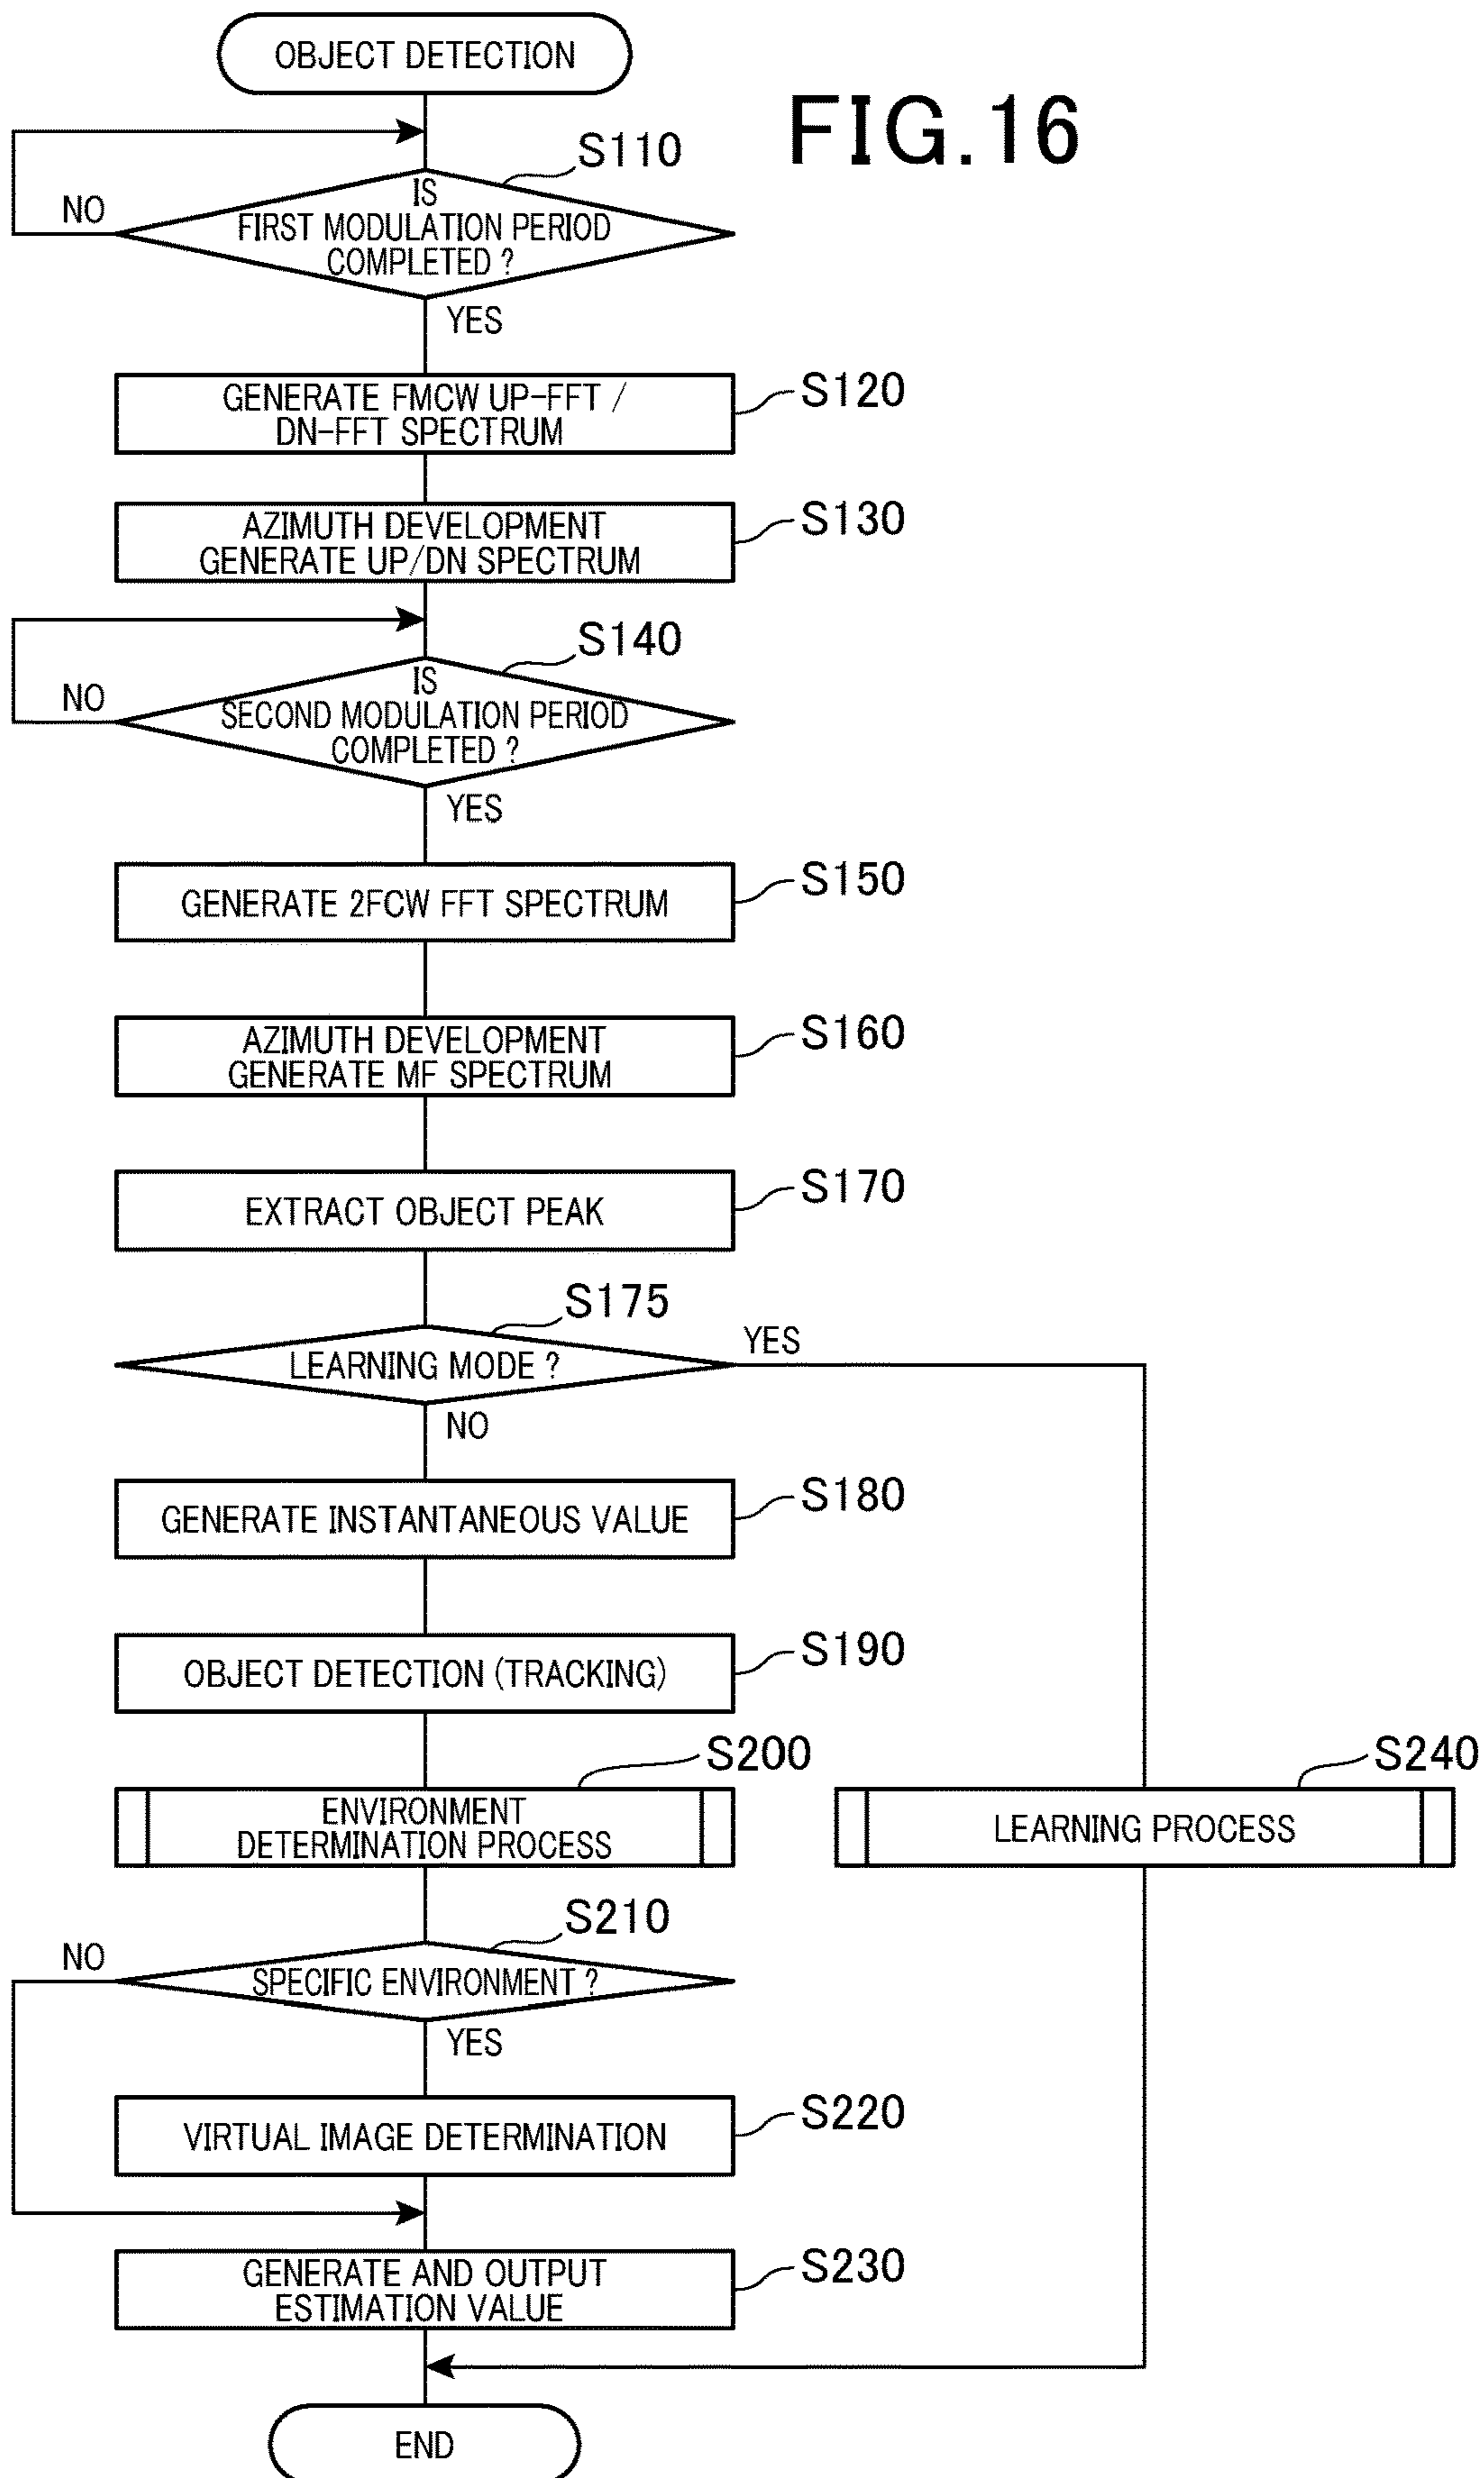 OBJECT DETECTION
FIG.16
S110
NO
IS
FIRST MODULATION PERIOD
COMPLETED ?
YES
S120
GENERATE FMCW UP-FFT /
DN-FFT SPECTRUM
S130
AZIMUTH DEVELOPMENT
GENERATE UP/DN SPECTRUM
S140
NO
IS
SECOND MODULATION PERIOD
COMPLETED ?
YES
S150
GENERATE 2FCW FFT SPECTRUM
S160
AZIMUTH DEVELOPMENT
GENERATE MF SPECTRUM
S170
EXTRACT OBJECT PEAK
S175
YES
LEARNING MODE ?
NO
S180
GENERATE INSTANTANEOUS VALUE
S190
OBJECT DETECTION (TRACKING)
S200
S240
ENVIRONMENT
DETERMINATION PROCESS
LEARNING PROCESS
S210
NO
SPECIFIC ENVIRONMENT ?
YES
S220
VIRTUAL IMAGE DETERMINATION
S230
GENERATE AND OUTPUT
ESTIMATION VALUE
END